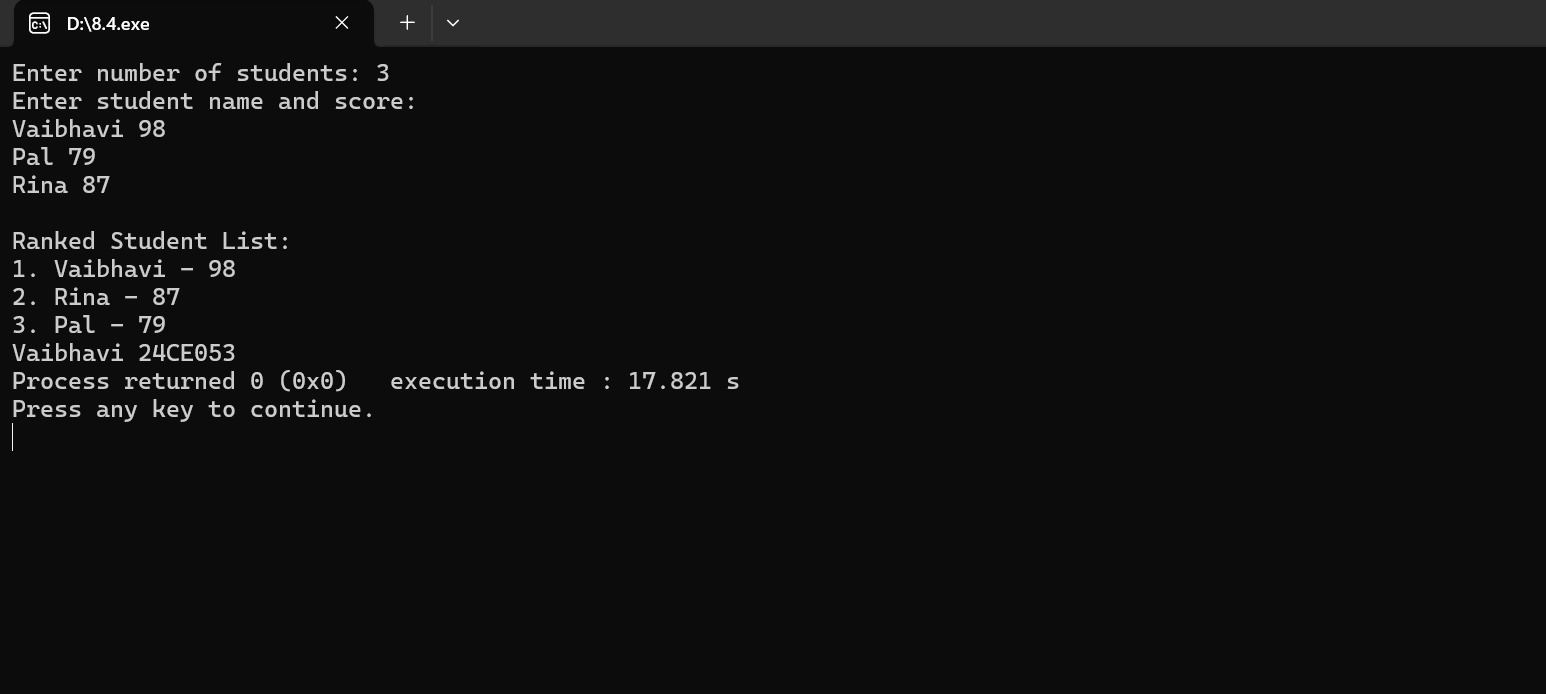 D:\8.4.exe
Enter number of students: 3
Enter student name and score:
Vaibhavi 98
Pal 79
Rina 87
Ranked Student List:
1. Vaibhavi - 98
2. Rina - 87
3. Pal - 79
Vaibhavi 24CE053
Process returned 0 (0x0)   execution time : 17.821 s
Press any key to continue.